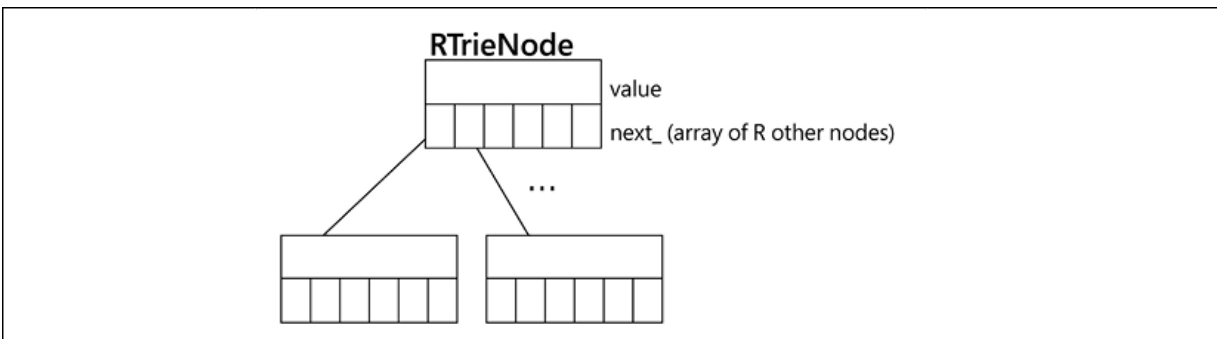 RTrieNode
value
next_ (array of R other nodes)
...